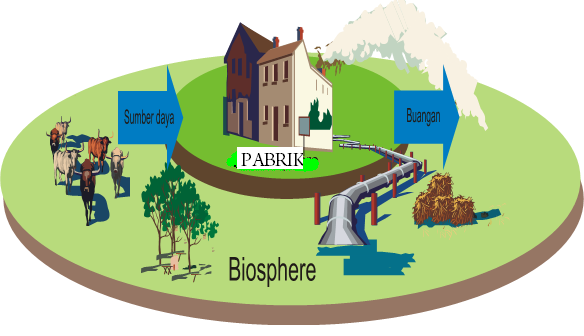 Sumber daya
Buangan
PABRIK
Biosphere